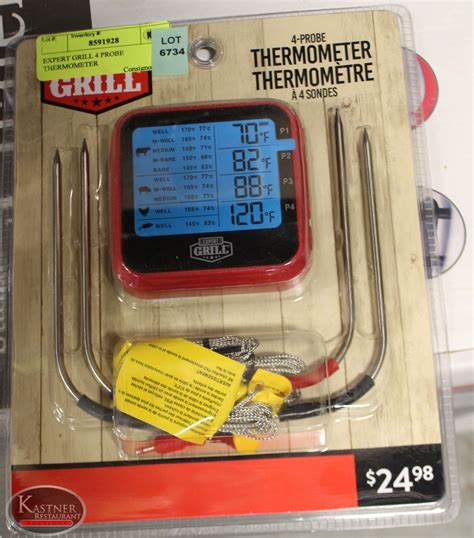 Lot #:
Inventory #:
8591928
LOT
6734
EXPERT GRILL 4 PROBE
THERMOMETER
Consigno
GRILL
4-PROBE
THERMOMETER
THERMOMÈTRE
À 4 SONDES
WELL 170°F 77°C
M-WELL 165°F 74°C
MEDIUM 160°F 71°C
M-RARE 150°F 66°C
RARE 145°F 63°C
WELL 170°F 77°C
M-WELL 165°F 74°C
MEDIUM 160°F 71°C
WELL 165°F 74°C
WELL 145°F 63°C
70°F P1
82°F P2
88°F P3
120°F P4
EXPERT
GRILL
$24.98
KASTNER
RESTAURANT